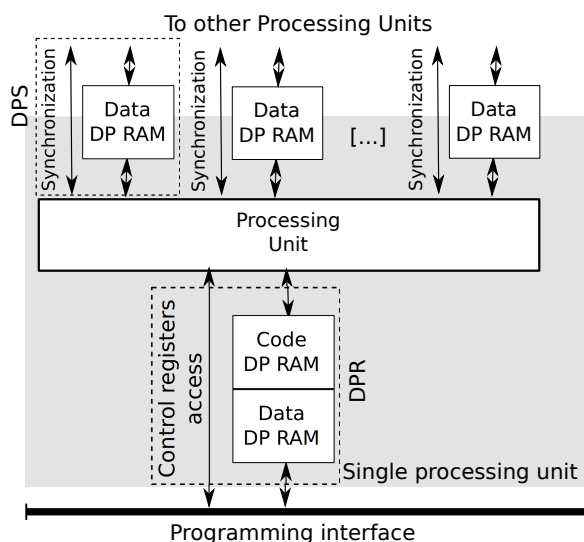 To other Processing Units
DPS
Synchronization
Data
DP RAM
Synchronization
Data
DP RAM
[...]
Synchronization
Data
DP RAM
Processing
Unit
Control registers
access
Code
DP RAM
Data
DP RAM
DPR
Single processing unit
Programming interface